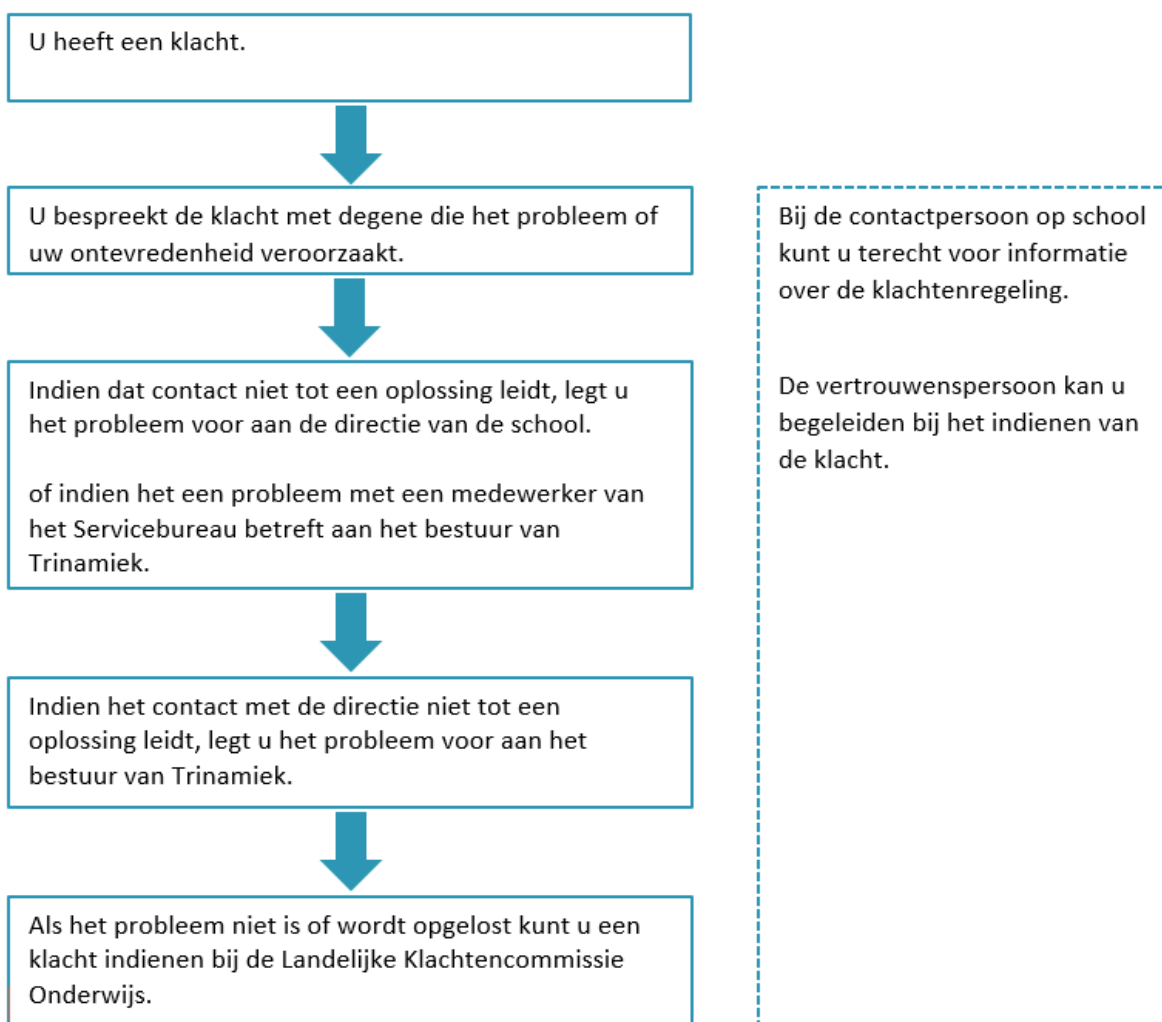 U heeft een klacht.
U bespreekt de klacht met degene die het probleem of
uw ontevredenheid veroorzaakt.
Indien dat contact niet tot een oplossing leidt, legt u
het probleem voor aan de directie van de school.
of indien het een probleem met een medewerker van
het Servicebureau betreft aan het bestuur van
Trinamiek.
Indien het contact met de directie niet tot een
oplossing leidt, legt u het probleem voor aan het
bestuur van Trinamiek.
Als het probleem niet is of wordt opgelost kunt u een
klacht indienen bij de Landelijke Klachtencommissie
Onderwijs.
Bij de contactpersoon op school
kunt u terecht voor informatie
over de klachtenregeling.
De vertrouwenspersoon kan u
begeleiden bij het indienen van
de klacht.